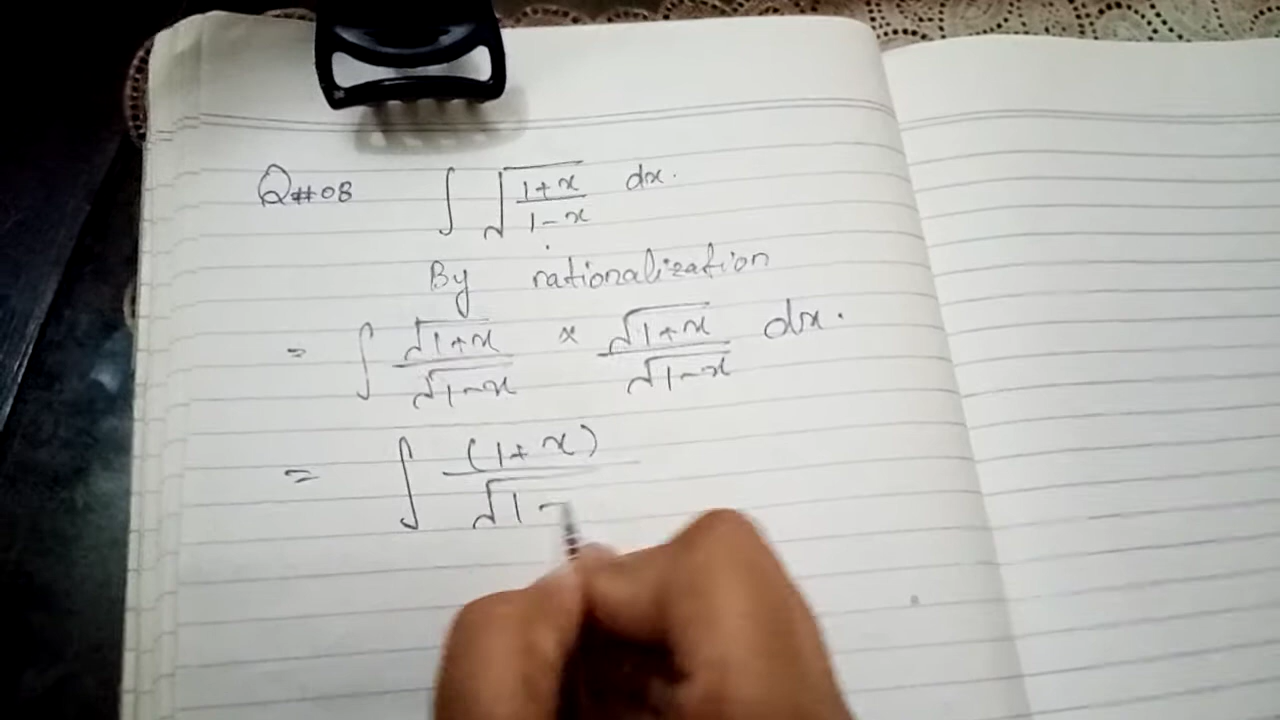 Q#08 ∫ √((1+x)/(1-x)) dx.
By rationalization
= ∫ √(1+x)/√(1-x) × √(1+x)/√(1-x) dx.
= ∫ (1+x)/√(1-